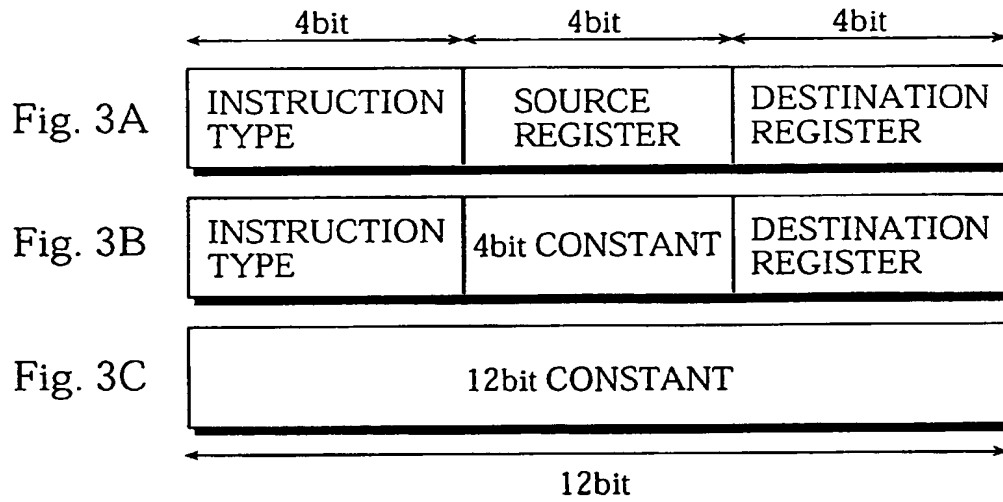 4bit 4bit 4bit
Fig. 3A
INSTRUCTION TYPE
SOURCE REGISTER
DESTINATION REGISTER
Fig. 3B
INSTRUCTION TYPE
4bit CONSTANT
DESTINATION REGISTER
Fig. 3C
12bit CONSTANT
12bit